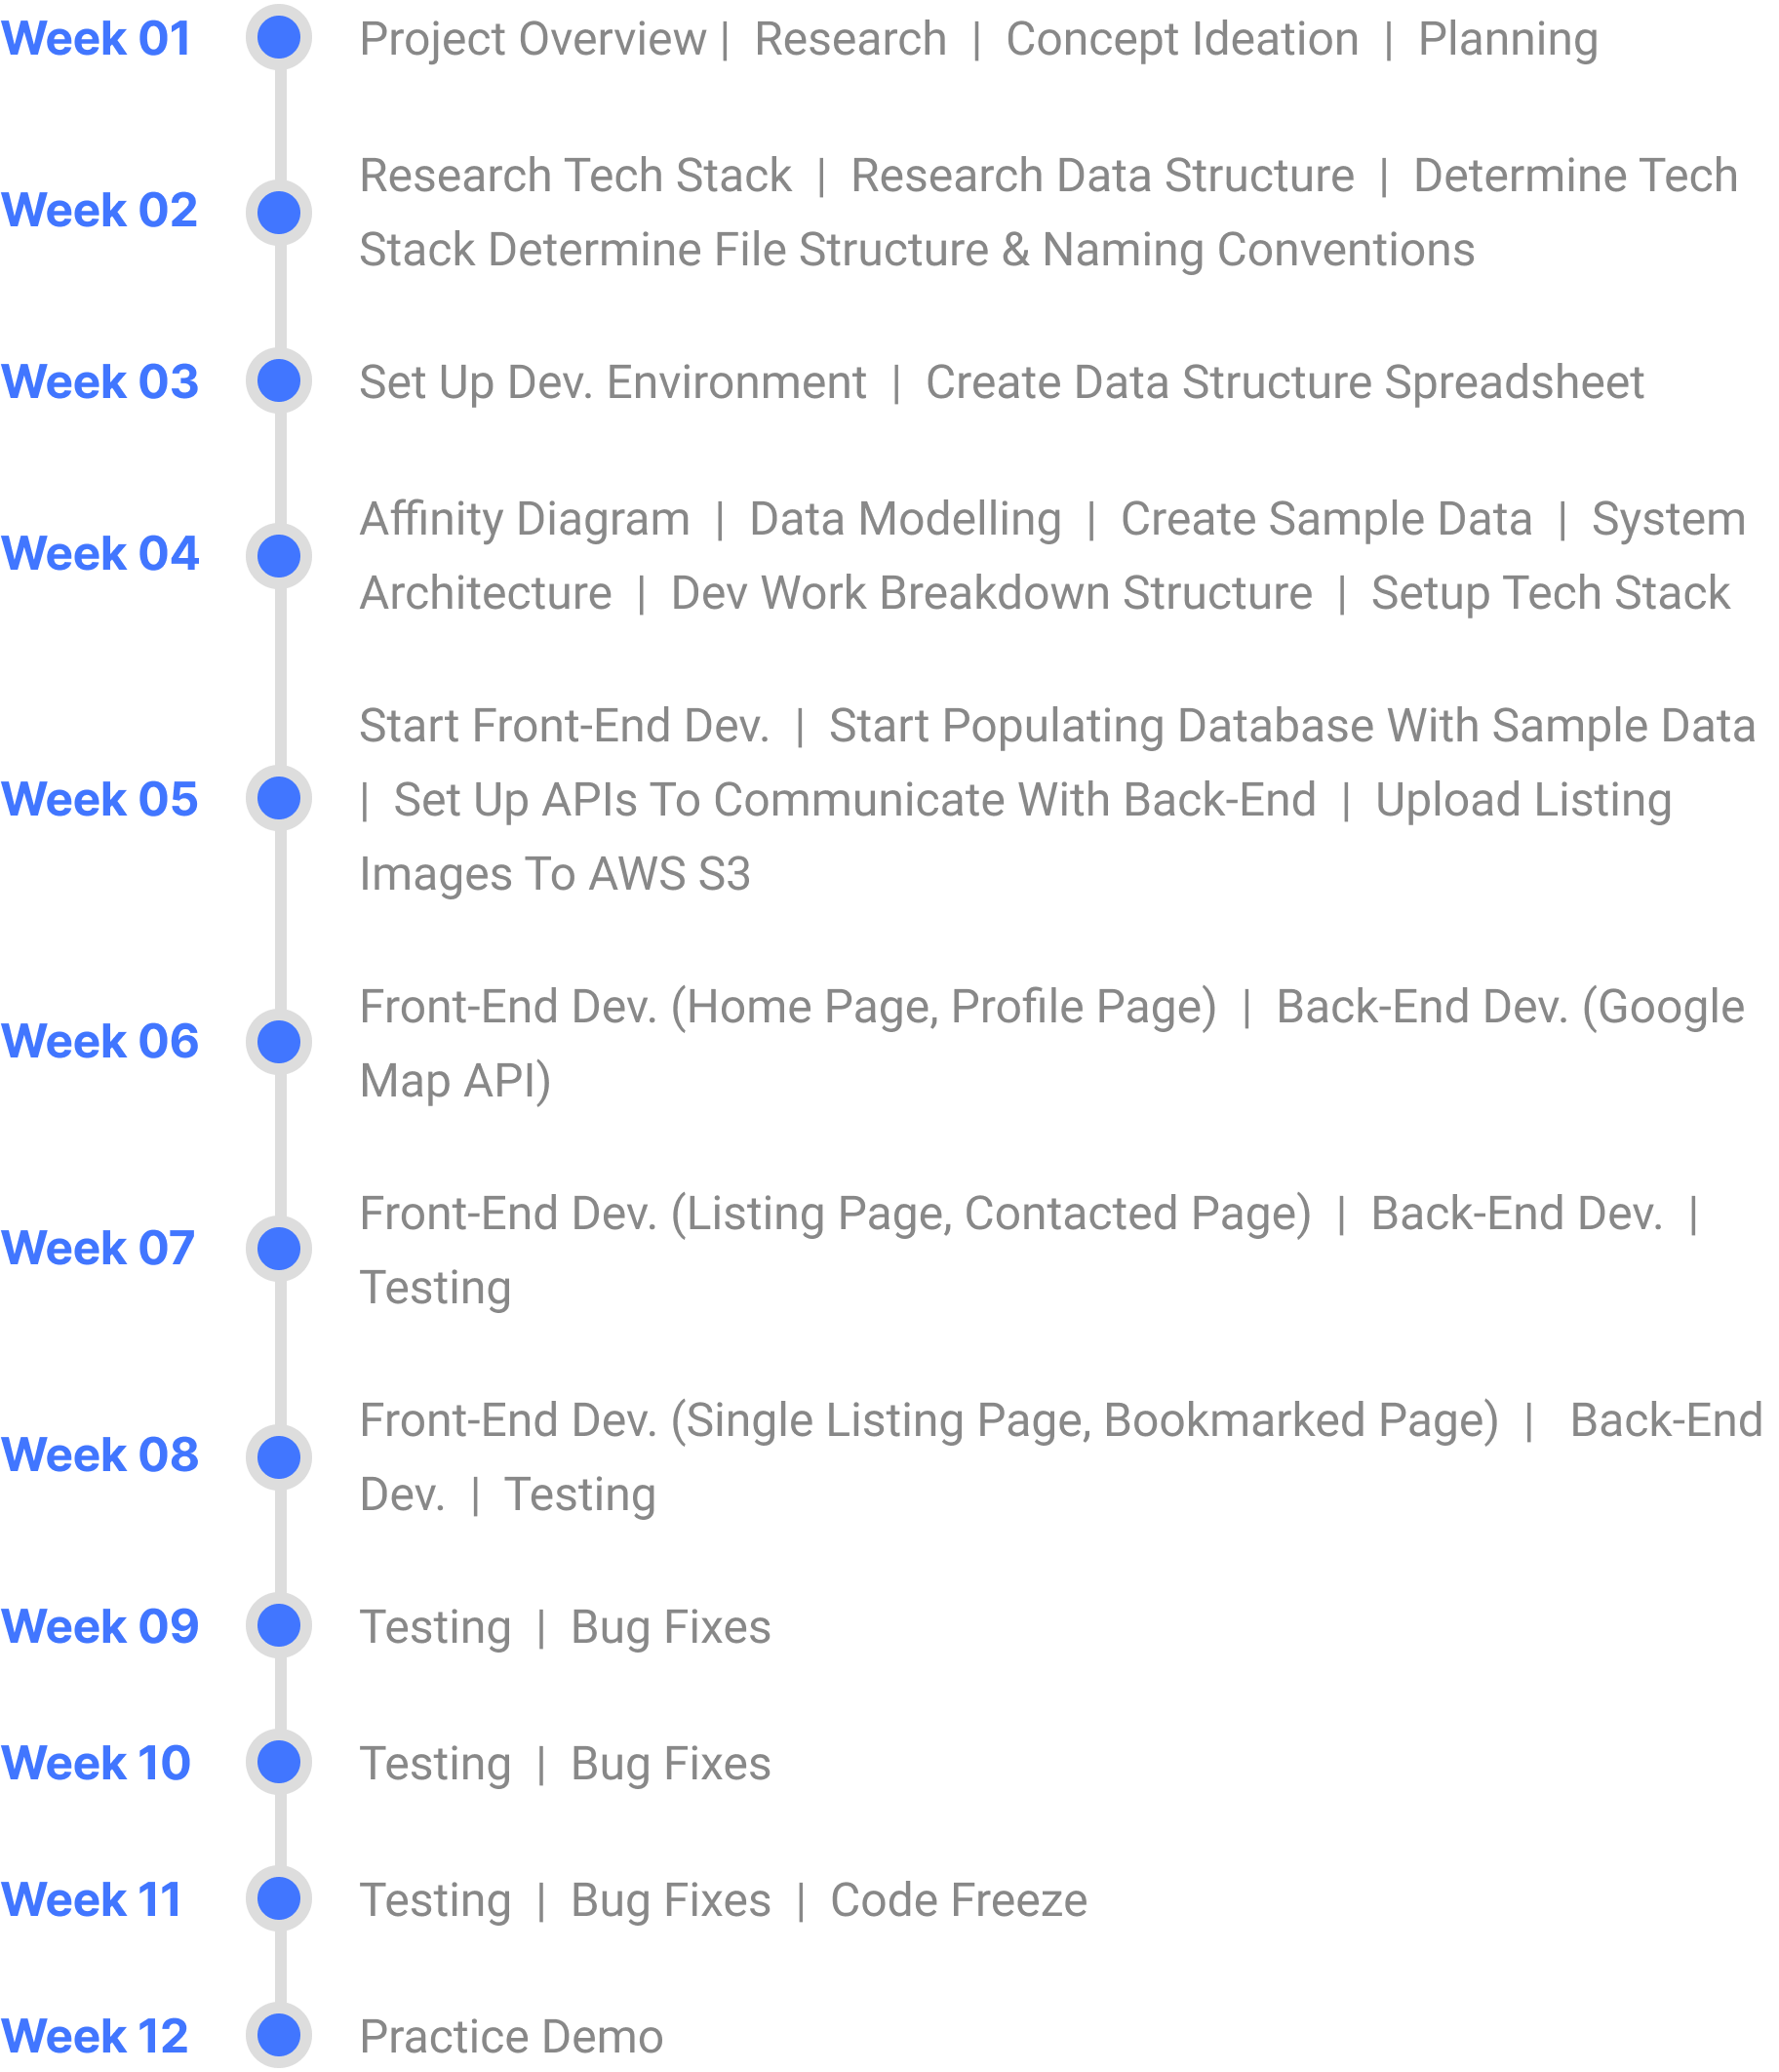 Week 01
Project Overview |  Research  |  Concept Ideation  |  Planning
Week 02
Research Tech Stack  |  Research Data Structure  |  Determine Tech
Stack Determine File Structure & Naming Conventions
Week 03
Set Up Dev. Environment  |  Create Data Structure Spreadsheet
Week 04
Affinity Diagram  |  Data Modelling  |  Create Sample Data  |  System
Architecture  |  Dev Work Breakdown Structure  |  Setup Tech Stack
Week 05
Start Front-End Dev.  |  Start Populating Database With Sample Data
|  Set Up APIs To Communicate With Back-End  |  Upload Listing
Images To AWS S3
Week 06
Front-End Dev. (Home Page, Profile Page)  |  Back-End Dev. (Google
Map API)
Week 07
Front-End Dev. (Listing Page, Contacted Page)  |  Back-End Dev.  |
Testing
Week 08
Front-End Dev. (Single Listing Page, Bookmarked Page)  |   Back-End
Dev.  |  Testing
Week 09
Testing  |  Bug Fixes
Week 10
Testing  |  Bug Fixes
Week 11
Testing  |  Bug Fixes  |  Code Freeze
Week 12
Practice Demo